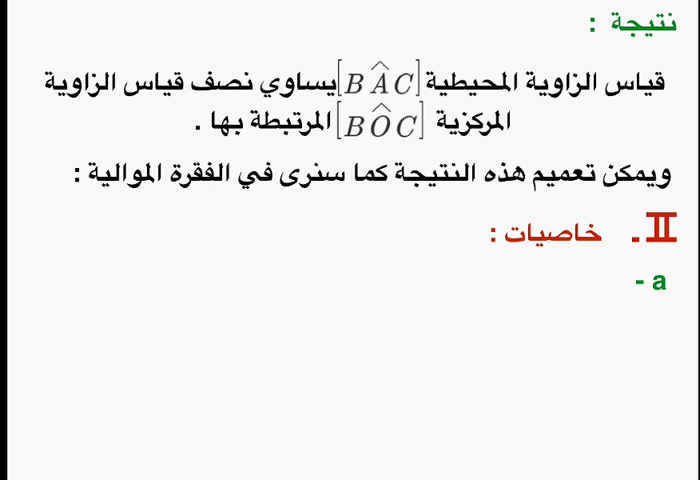 نتيجة :
قياس الزاوية المحيطية [BÂC] يساوي نصف قياس الزاوية
المركزية [BÔC] المرتبطة بها .
ويمكن تعميم هذه النتيجة كما سنرى في الفقرة الموالية :
II. خاصيات :
a -